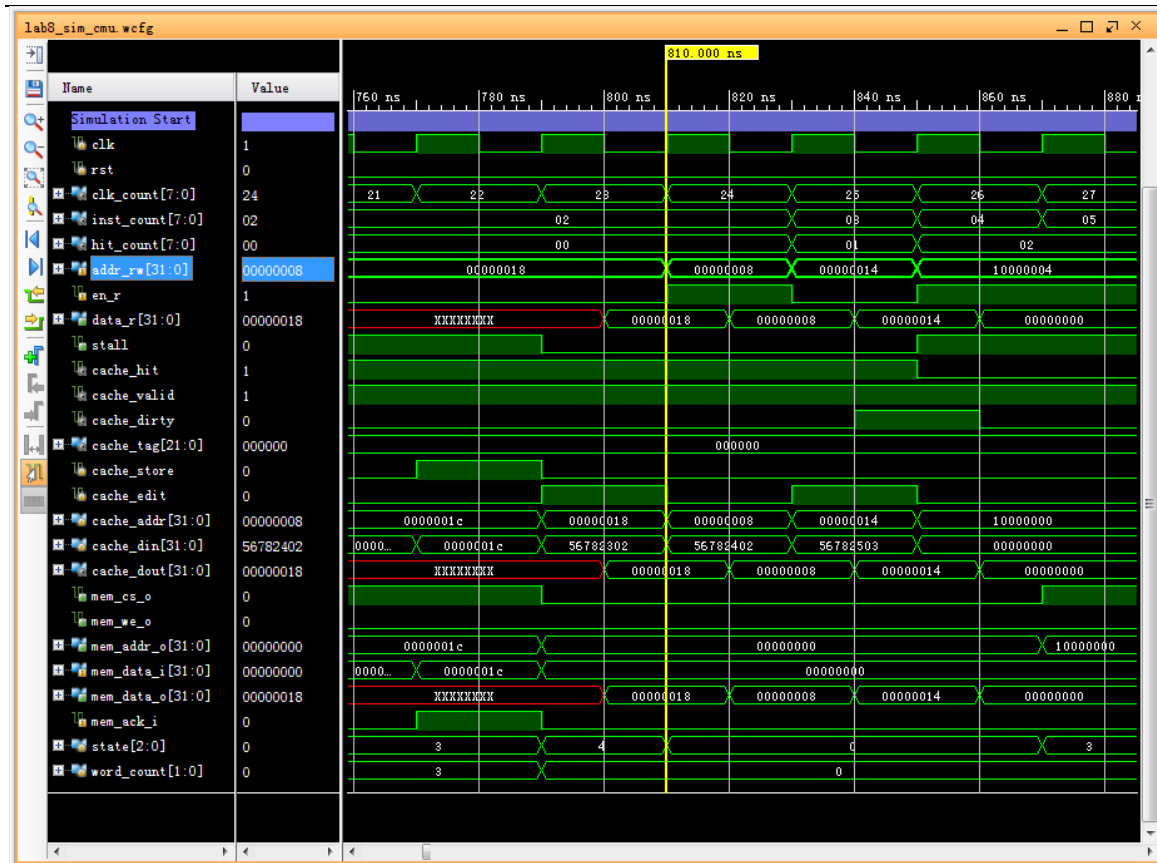 lab8_sim_cmu.wcfg
810.000 ns
Name Value
760 ns 780 ns 800 ns 820 ns 840 ns 860 ns 880
Simulation Start
clk 1
rst 0
clk_count[7:0] 24 21 22 23 24 25 26 27
inst_count[7:0] 02 02 03 04 05
hit_count[7:0] 00 00 01 02
addr_rw[31:0] 00000008 00000018 00000008 00000014 10000004
en_r 1
data_r[31:0] 00000018 XXXXXXXX 00000018 00000008 00000014 00000000
stall 0
cache_hit 1
cache_valid 1
cache_dirty 0
cache_tag[21:0] 000000 000000
cache_store 0
cache_edit 0
cache_addr[31:0] 00000008 0000001c 00000018 00000008 00000014 10000000
cache_din[31:0] 56782402 0000... 0000001c 56782302 56782402 56782503 00000000
cache_dout[31:0] 00000018 XXXXXXXX 00000018 00000008 00000014 00000000
mem_cs_o 0
mem_we_o 0
mem_addr_o[31:0] 00000000 0000001c 00000000 10000000
mem_data_i[31:0] 00000000 0000... 0000001c 00000000
mem_data_o[31:0] 00000018 XXXXXXXX 00000018 00000008 00000014 00000000
mem_ack_i 0
state[2:0] 0 3 4 0 3
word_count[1:0] 0 3 0